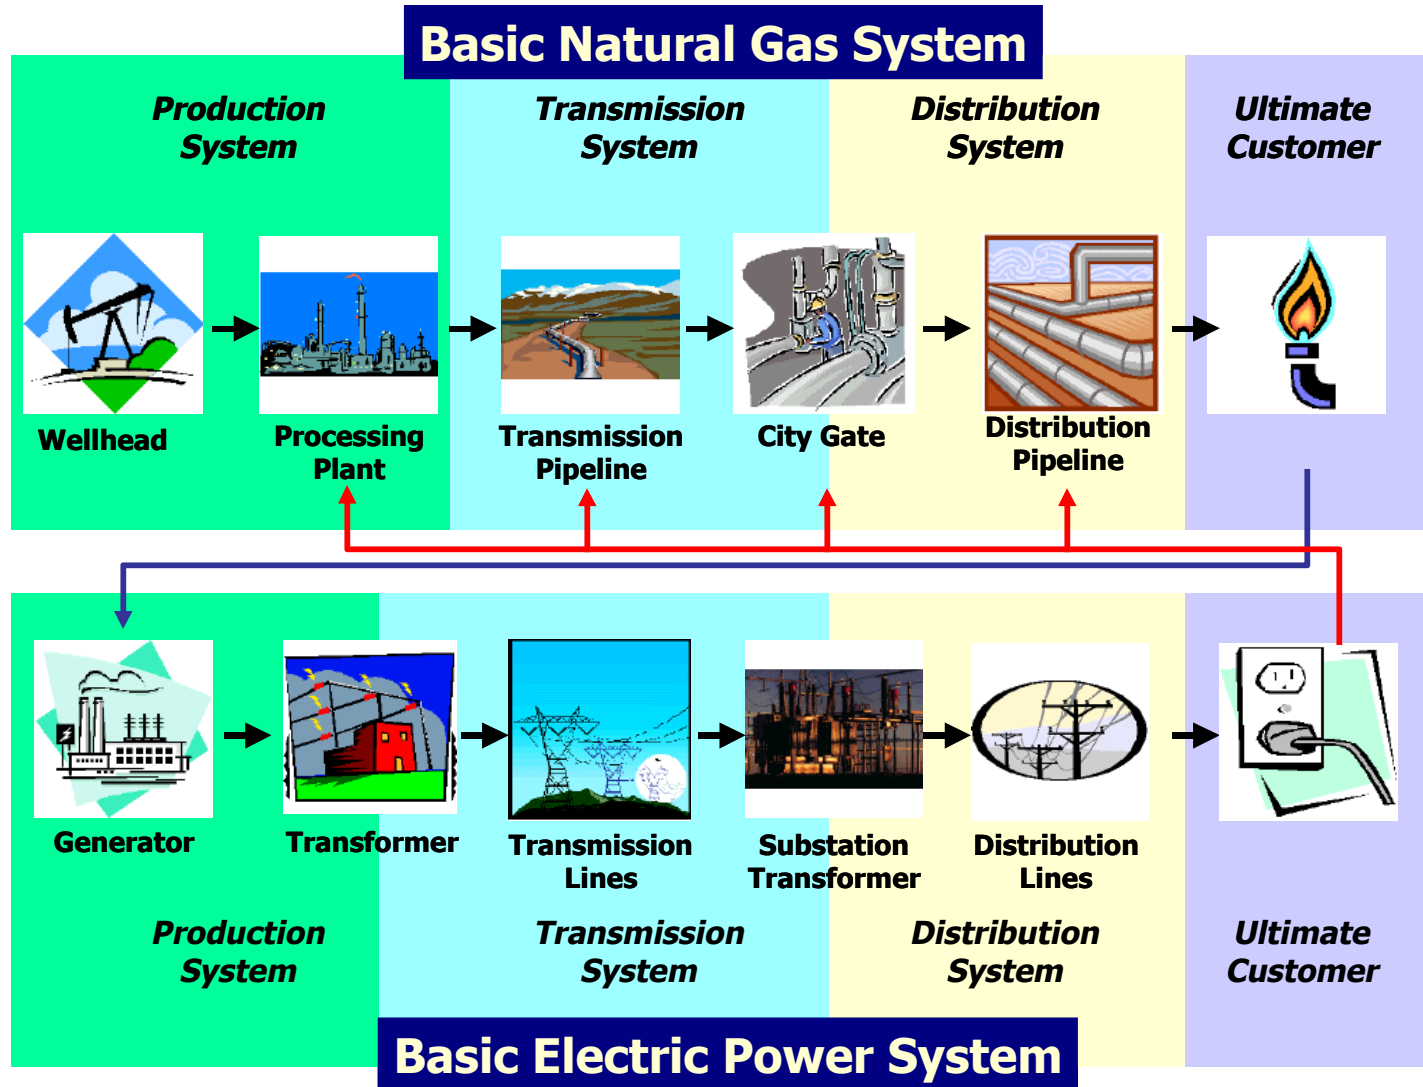 Basic Natural Gas System
Production
System
Transmission
System
Distribution
System
Ultimate
Customer
Wellhead
Processing
Plant
Transmission
Pipeline
City Gate
Distribution
Pipeline
Generator
Transformer
Transmission
Lines
Substation
Transformer
Distribution
Lines
Production
System
Transmission
System
Distribution
System
Ultimate
Customer
Basic Electric Power System